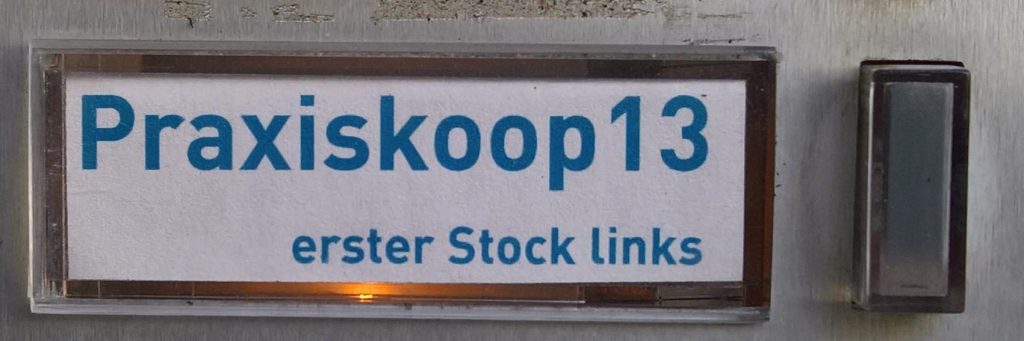 Praxiskoop13
erster Stock links